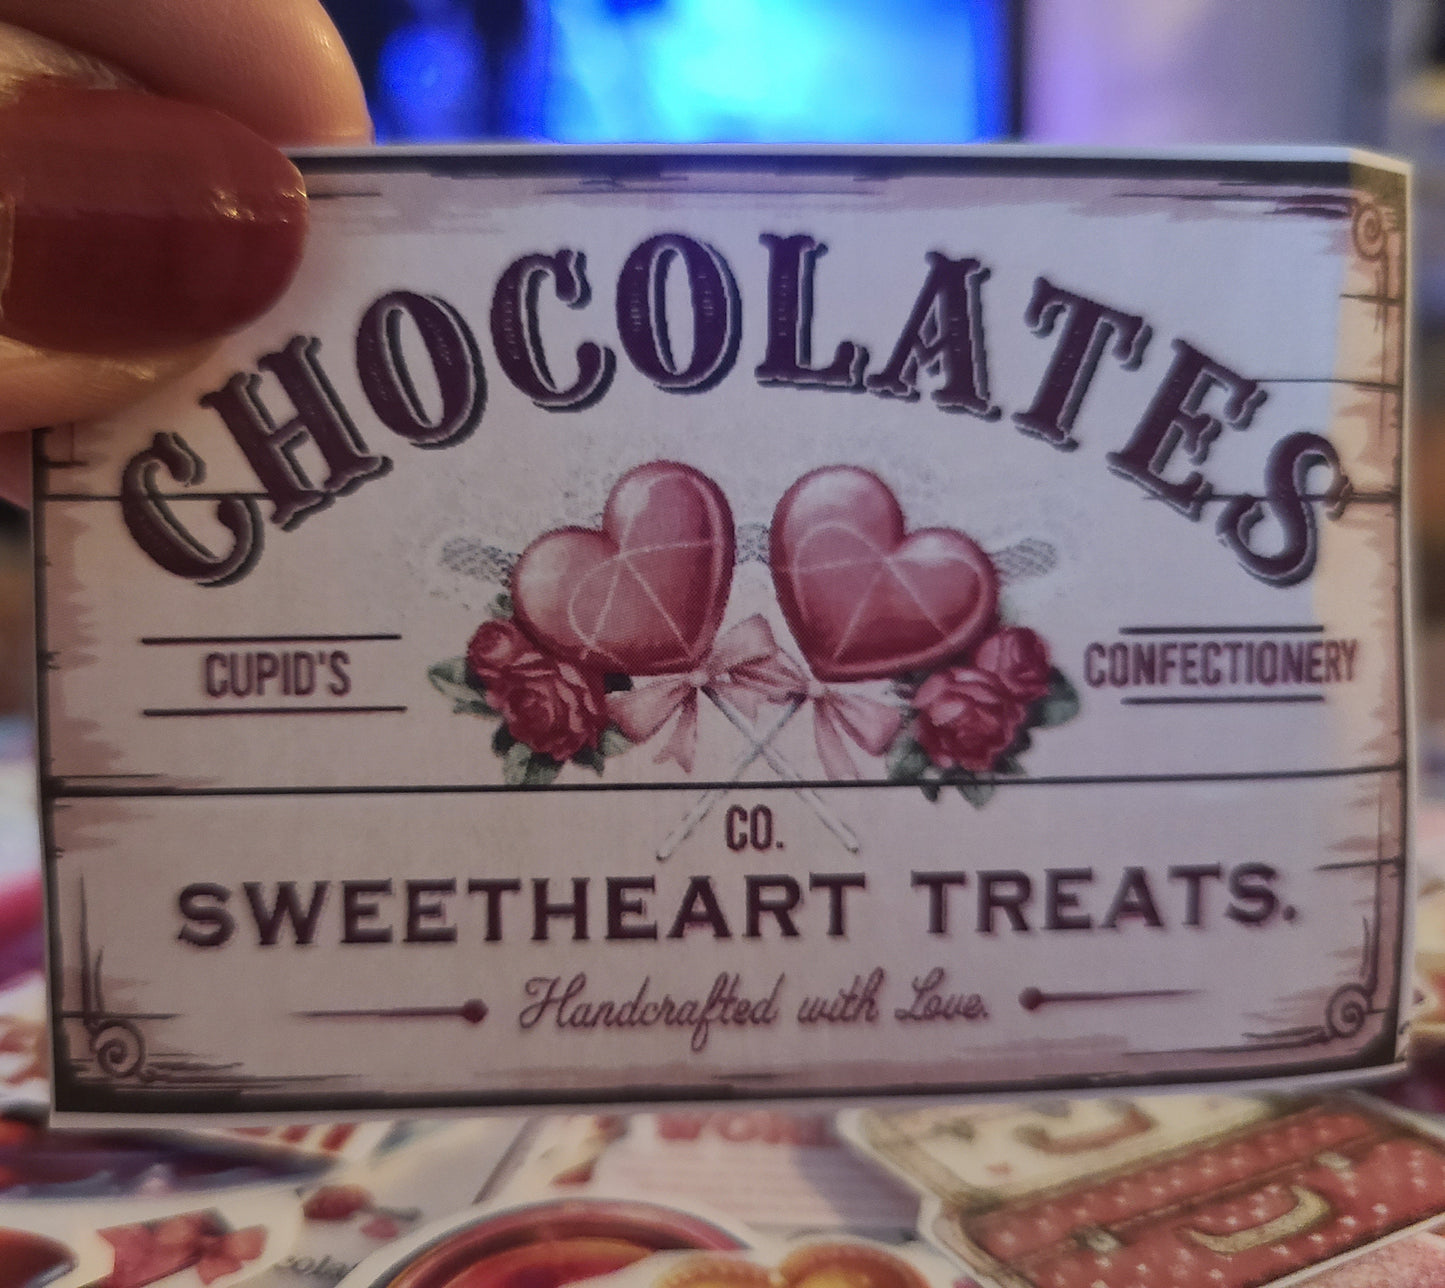 CHOCOLATES
CUPID'S
CONFECTIONERY
CO.
SWEETHEART TREATS.
Handcrafted with Love.